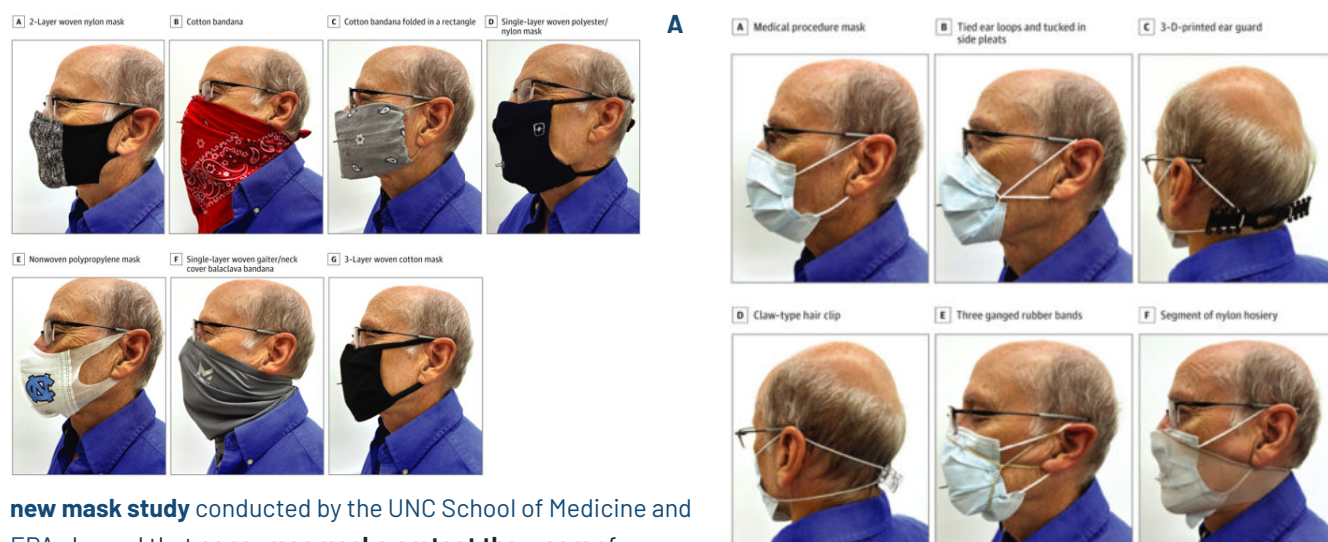 A 2-Layer woven nylon mask
B Cotton bandana
C Cotton bandana folded in a rectangle
D Single-layer woven polyester/
nylon mask
E Nonwoven polypropylene mask
F Single-layer woven gaiter/neck
cover balaclava bandana
G 3-Layer woven cotton mask
new mask study conducted by the UNC School of Medicine and
A
A Medical procedure mask
B Tied ear loops and tucked in
side pleats
C 3-D-printed ear guard
D Claw-type hair clip
E Three ganged rubber bands
F Segment of nylon hosiery